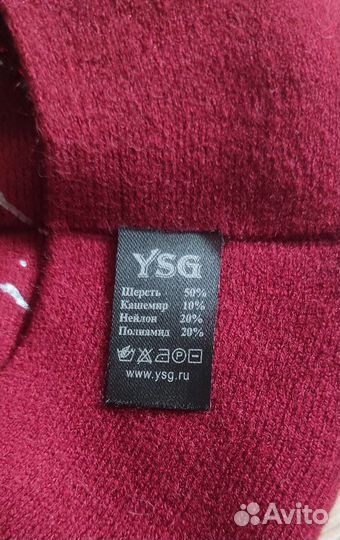 YSG
Шерсть 50%
Кашемир 10%
Нейлон 20%
Полиамид 20%
P
www.ysg.ru
Avito